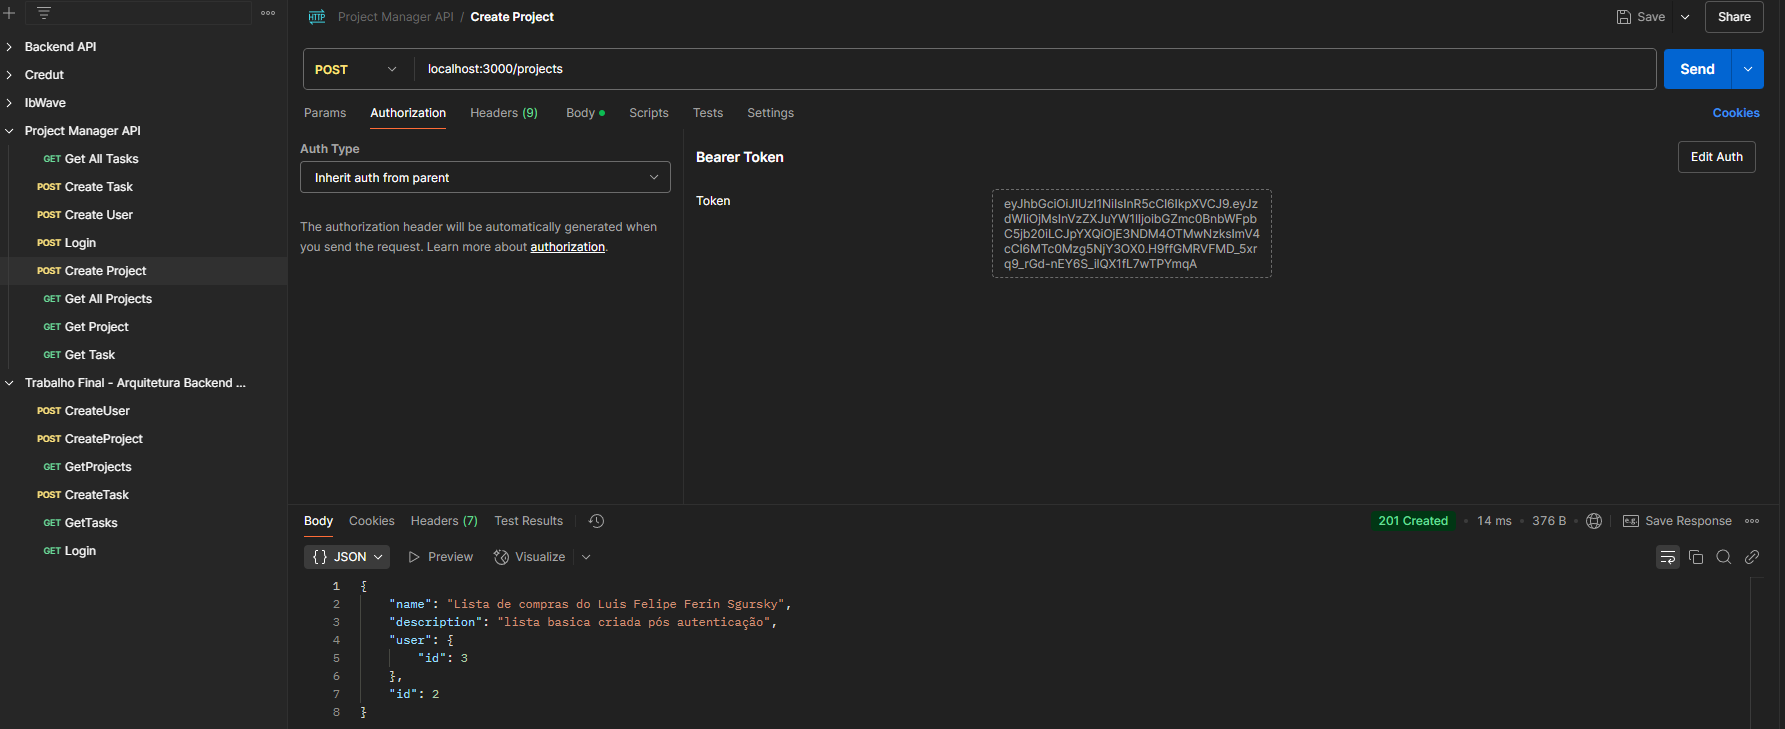 Backend API
Credut
IbWave
Project Manager API
GET Get All Tasks
POST Create Task
POST Create User
POST Login
POST Create Project
GET Get All Projects
GET Get Project
GET Get Task
Trabalho Final - Arquitetura Backend ...
POST CreateUser
POST CreateProject
GET GetProjects
POST CreateTask
GET GetTasks
GET Login
HTTP Project Manager API / Create Project
Save
Share
POST localhost:3000/projects
Send
Params Authorization Headers (9) Body Scripts Tests Settings
Cookies
Auth Type
Inherit auth from parent
The authorization header will be automatically generated when
you send the request. Learn more about authorization.
Bearer Token
Edit Auth
Token
eyJhbGciOiJIUzI1NiIsInR5cCI6IkpXVCJ9.eyJz
dWIiOjMsInVzZXJuYW1lIjoibGZmc0BnbWFpb
C5jb20iLCJpYXQiOjE3NDM4OTMwNzksImV4
cCI6MTc0Mzg5NjY3OX0.H9ffGMRVFMD_5xr
q9_rGd-nEY6S_ilQX1fL7wTPYmqA
Body Cookies Headers (7) Test Results
201 Created 14 ms 376 B
e.g. Save Response
{} JSON Preview Visualize
1 {
2 "name": "Lista de compras do Luis Felipe Ferin Sgursky",
3 "description": "lista basica criada pós autenticação",
4 "user": {
5 "id": 3
6 },
7 "id": 2
8 }